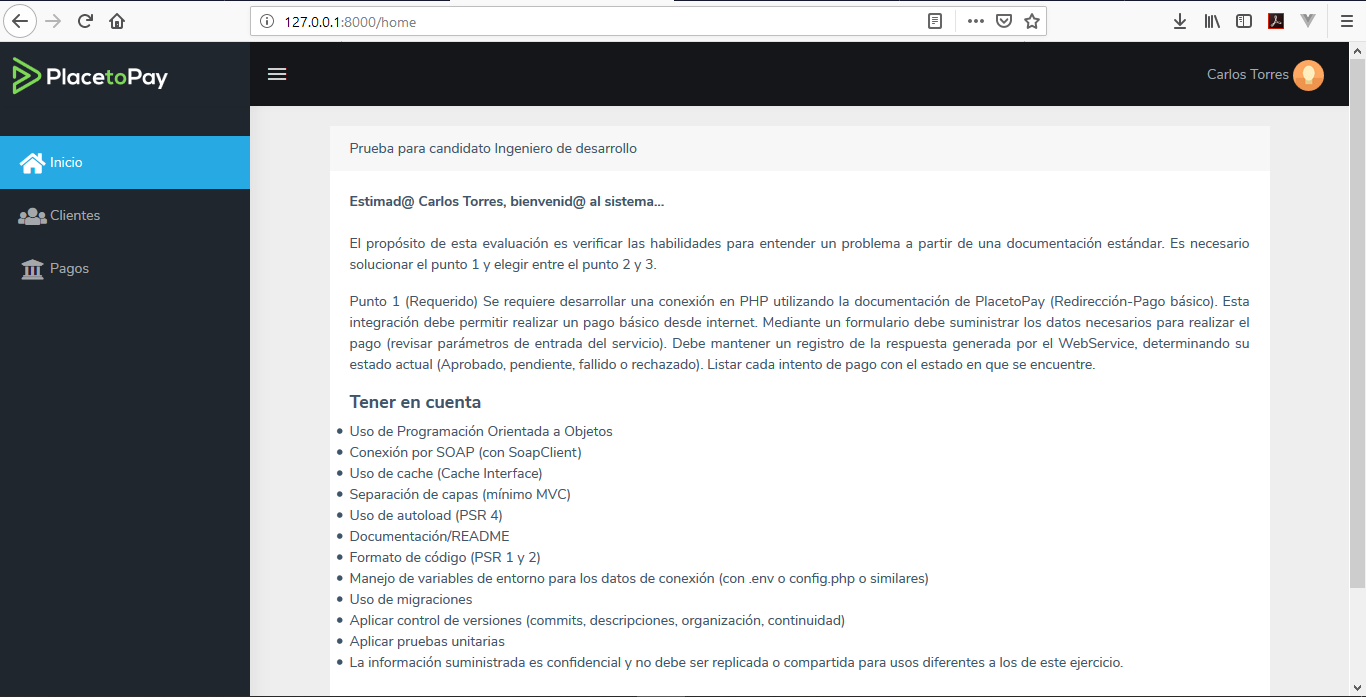 127.0.0.1:8000/home
PlacetoPay
Carlos Torres
Inicio
Clientes
Pagos
Prueba para candidato Ingeniero de desarrollo
Estimad@ Carlos Torres, bienvenid@ al sistema...
El propósito de esta evaluación es verificar las habilidades para entender un problema a partir de una documentación estándar. Es necesario
solucionar el punto 1 y elegir entre el punto 2 y 3.
Punto 1 (Requerido) Se requiere desarrollar una conexión en PHP utilizando la documentación de PlacetoPay (Redirección-Pago básico). Esta
integración debe permitir realizar un pago básico desde internet. Mediante un formulario debe suministrar los datos necesarios para realizar el
pago (revisar parámetros de entrada del servicio). Debe mantener un registro de la respuesta generada por el WebService, determinando su
estado actual (Aprobado, pendiente, fallido o rechazado). Listar cada intento de pago con el estado en que se encuentre.
Tener en cuenta
• Uso de Programación Orientada a Objetos
• Conexión por SOAP (con SoapClient)
• Uso de cache (Cache Interface)
• Separación de capas (mínimo MVC)
• Uso de autoload (PSR 4)
• Documentación/README
• Formato de código (PSR 1 y 2)
• Manejo de variables de entorno para los datos de conexión (con .env o config.php o similares)
• Uso de migraciones
• Aplicar control de versiones (commits, descripciones, organización, continuidad)
• Aplicar pruebas unitarias
• La información suministrada es confidencial y no debe ser replicada o compartida para usos diferentes a los de este ejercicio.